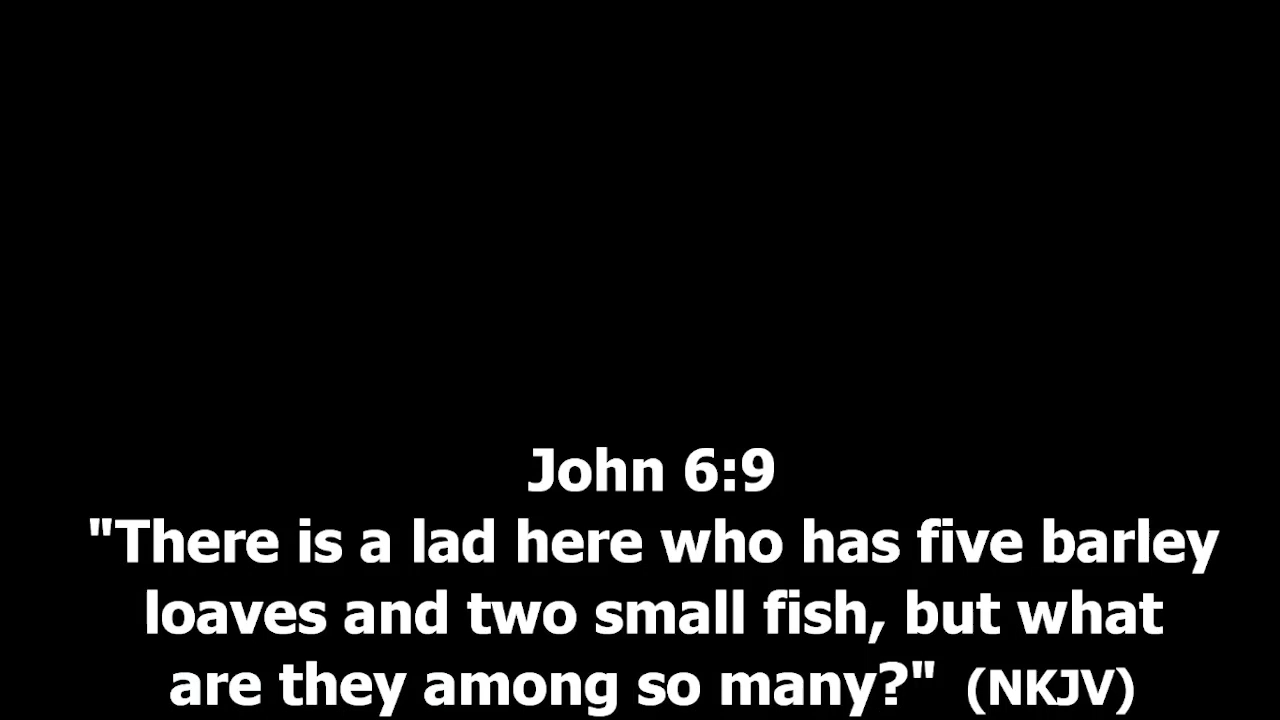 John 6:9
"There is a lad here who has five barley
loaves and two small fish, but what
are they among so many?" (NKJV)